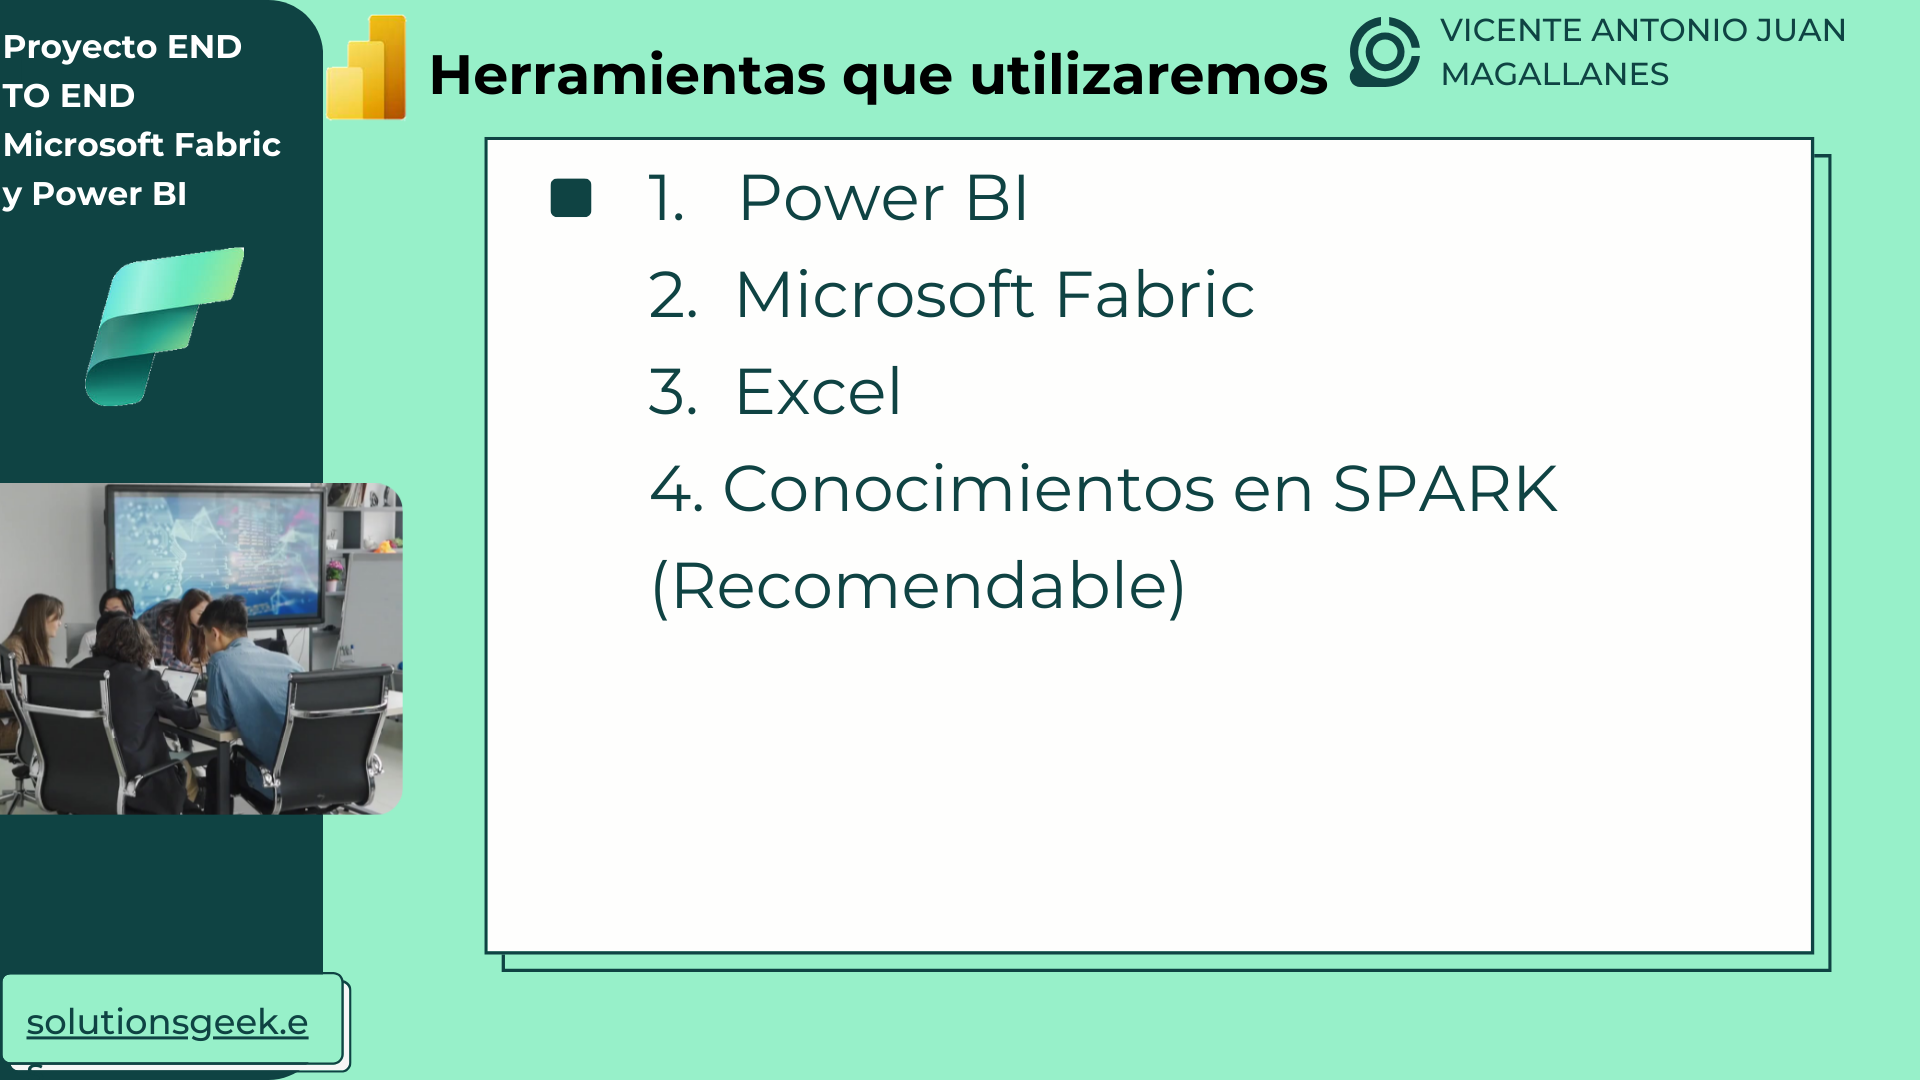 Proyecto END
TO END
Microsoft Fabric
y Power BI
Herramientas que utilizaremos
VICENTE ANTONIO JUAN
MAGALLANES
1. Power BI
2. Microsoft Fabric
3. Excel
4. Conocimientos en SPARK
(Recomendable)
solutionsgeek.e
s